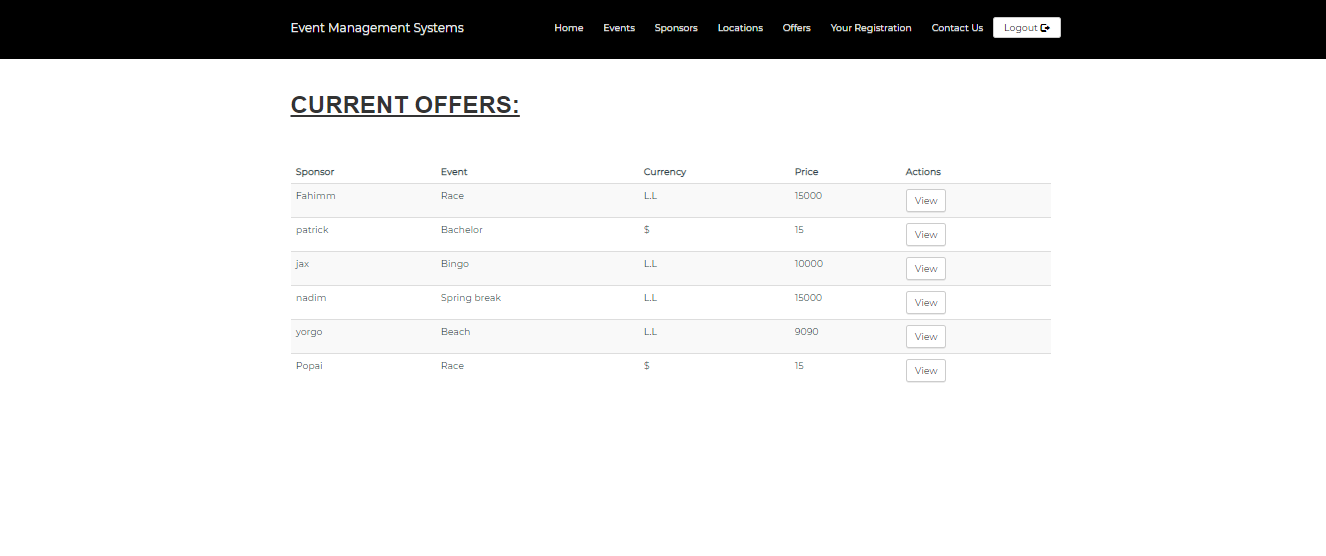 Event Management Systems Home Events Sponsors Locations Offers Your Registration Contact Us Logout
CURRENT OFFERS:
Sponsor Event Currency Price Actions
Fahimm Race L.L 15000 View
patrick Bachelor $ 15 View
jax Bingo L.L 10000 View
nadim Spring break L.L 15000 View
yorgo Beach L.L 9090 View
Popai Race $ 15 View